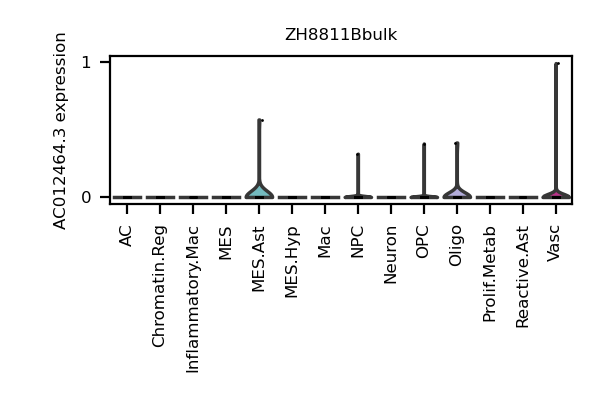 ZH8811Bbulk
AC012464.3 expression
1
0
AC
Chromatin.Reg
Inflammatory.Mac
MES
MES.Ast
MES.Hyp
Mac
NPC
Neuron
OPC
Oligo
Prolif.Metab
Reactive.Ast
Vasc